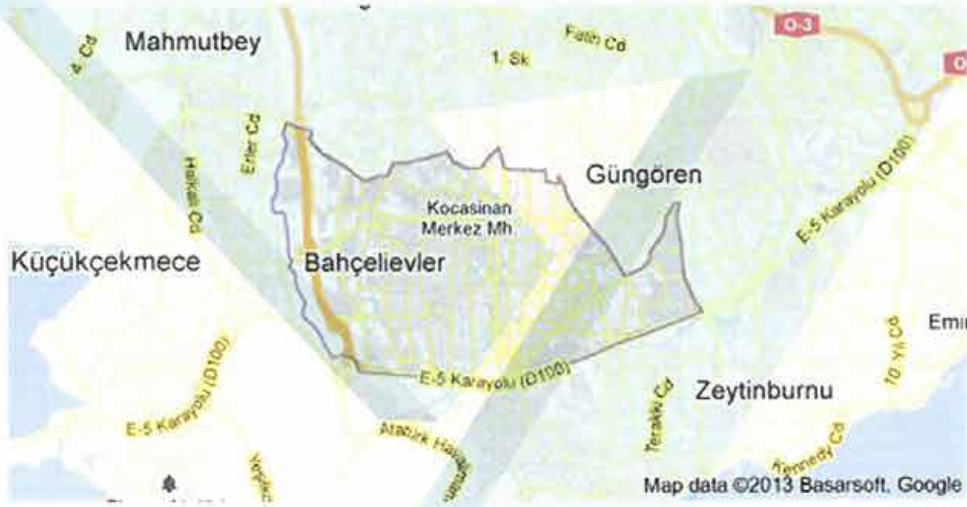 Mahmutbey
4. Cd
Fatih Cd
1. Sk
O-3
Erler Cd
Halkalı Cd
Güngören
E-5 Karayolu (D100)
Kocasinan
Merkez Mh.
Küçükçekmece
Bahçelievler
E-5 Karayolu (D100)
E-5 Karayolu (D100)
Zeytinburnu
10. Yıl Cd
Terakki Cd
Kennedy Cd
Map data ©2013 Basarsoft, Google